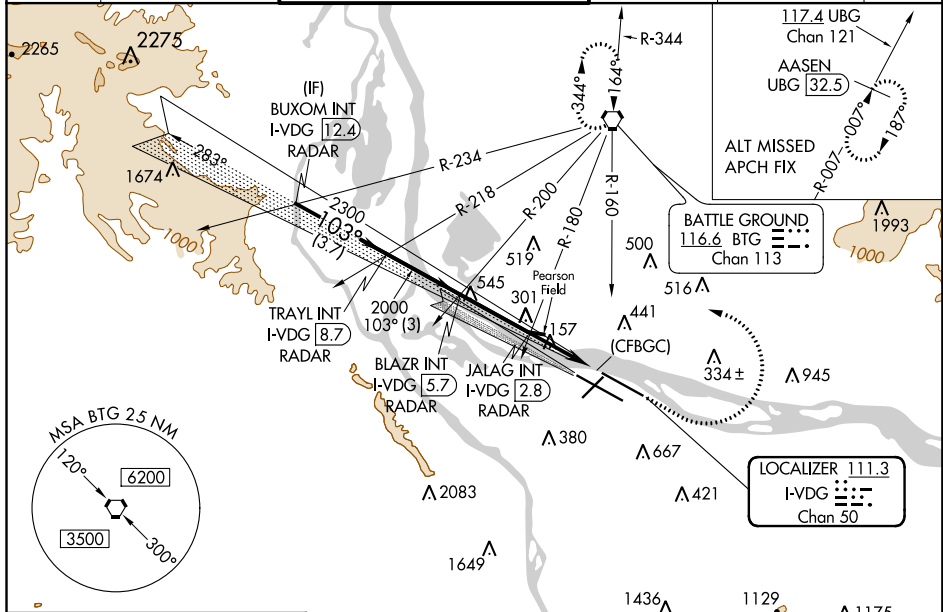 2265
2275
(IF)
BUXOM INT
I-VDG 12.4
RADAR
283°
1674
1000
2300
103°
(3.7)
R-234
R-218
R-200
R-180
R-109
R-344
344°
164°
117.4 UBG
Chan 121
AASEN
UBG 32.5
007°
187°
R-007
ALT MISSED
APCH FIX
BATTLE GROUND
116.6 BTG
Chan 113
1993
1000
TRAYL INT
I-VDG 8.7
RADAR
2000
103° (3)
BLAZR INT
I-VDG 5.7
RADAR
JALAG INT
I-VDG 2.8
RADAR
545
519
301
Pearson
Field
157
500
516
441
(CFBGC)
334 ±
945
380
667
421
2083
1649
1436
1129
1175
LOCALIZER 111.3
I-VDG
Chan 50
MSA BTG 25 NM
120°
6200
3500
300°